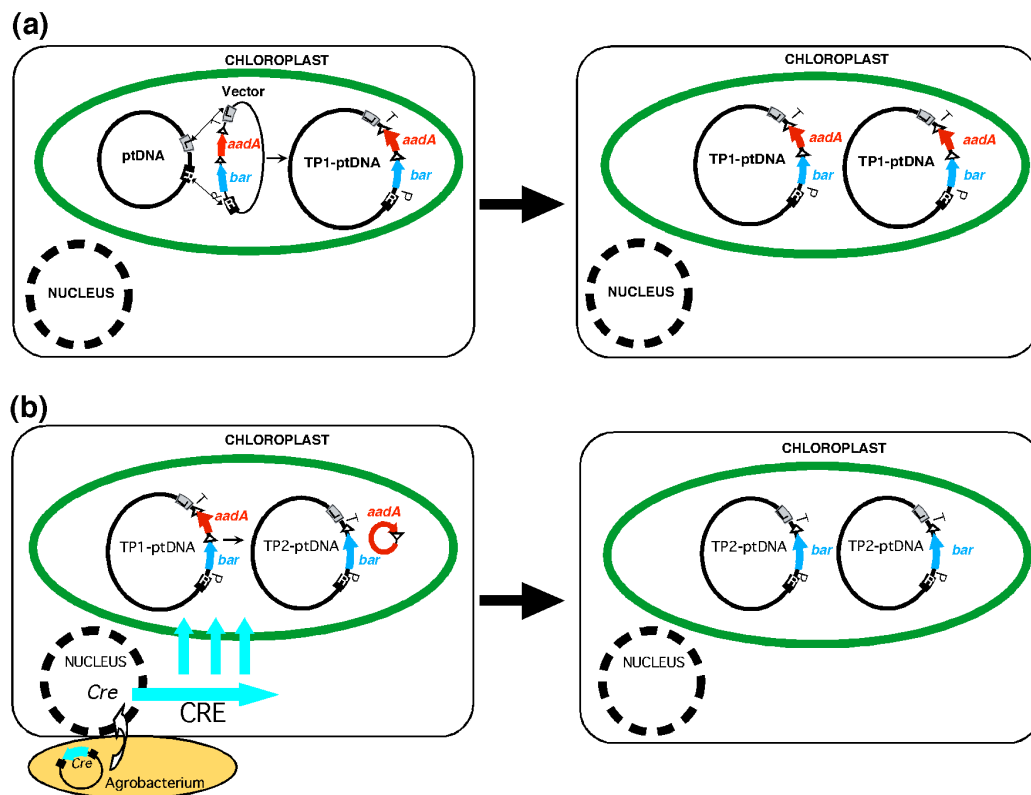 (a)
CHLOROPLAST
Vector
L
T
ptDNA
L
aadA
TP1-ptDNA
aadA
R
bar
bar
P
R
R
P
NUCLEUS
CHLOROPLAST
L
T
L
T
TP1-ptDNA
aadA
TP1-ptDNA
aadA
bar
bar
R
P
R
P
NUCLEUS
(b)
CHLOROPLAST
L
T
aadA
L
T
aadA
TP1-ptDNA
TP2-ptDNA
bar
bar
R
P
R
P
NUCLEUS
Cre
CRE
Cre
Agrobacterium
CHLOROPLAST
L
T
L
T
TP2-ptDNA
bar
TP2-ptDNA
bar
R
P
R
P
NUCLEUS